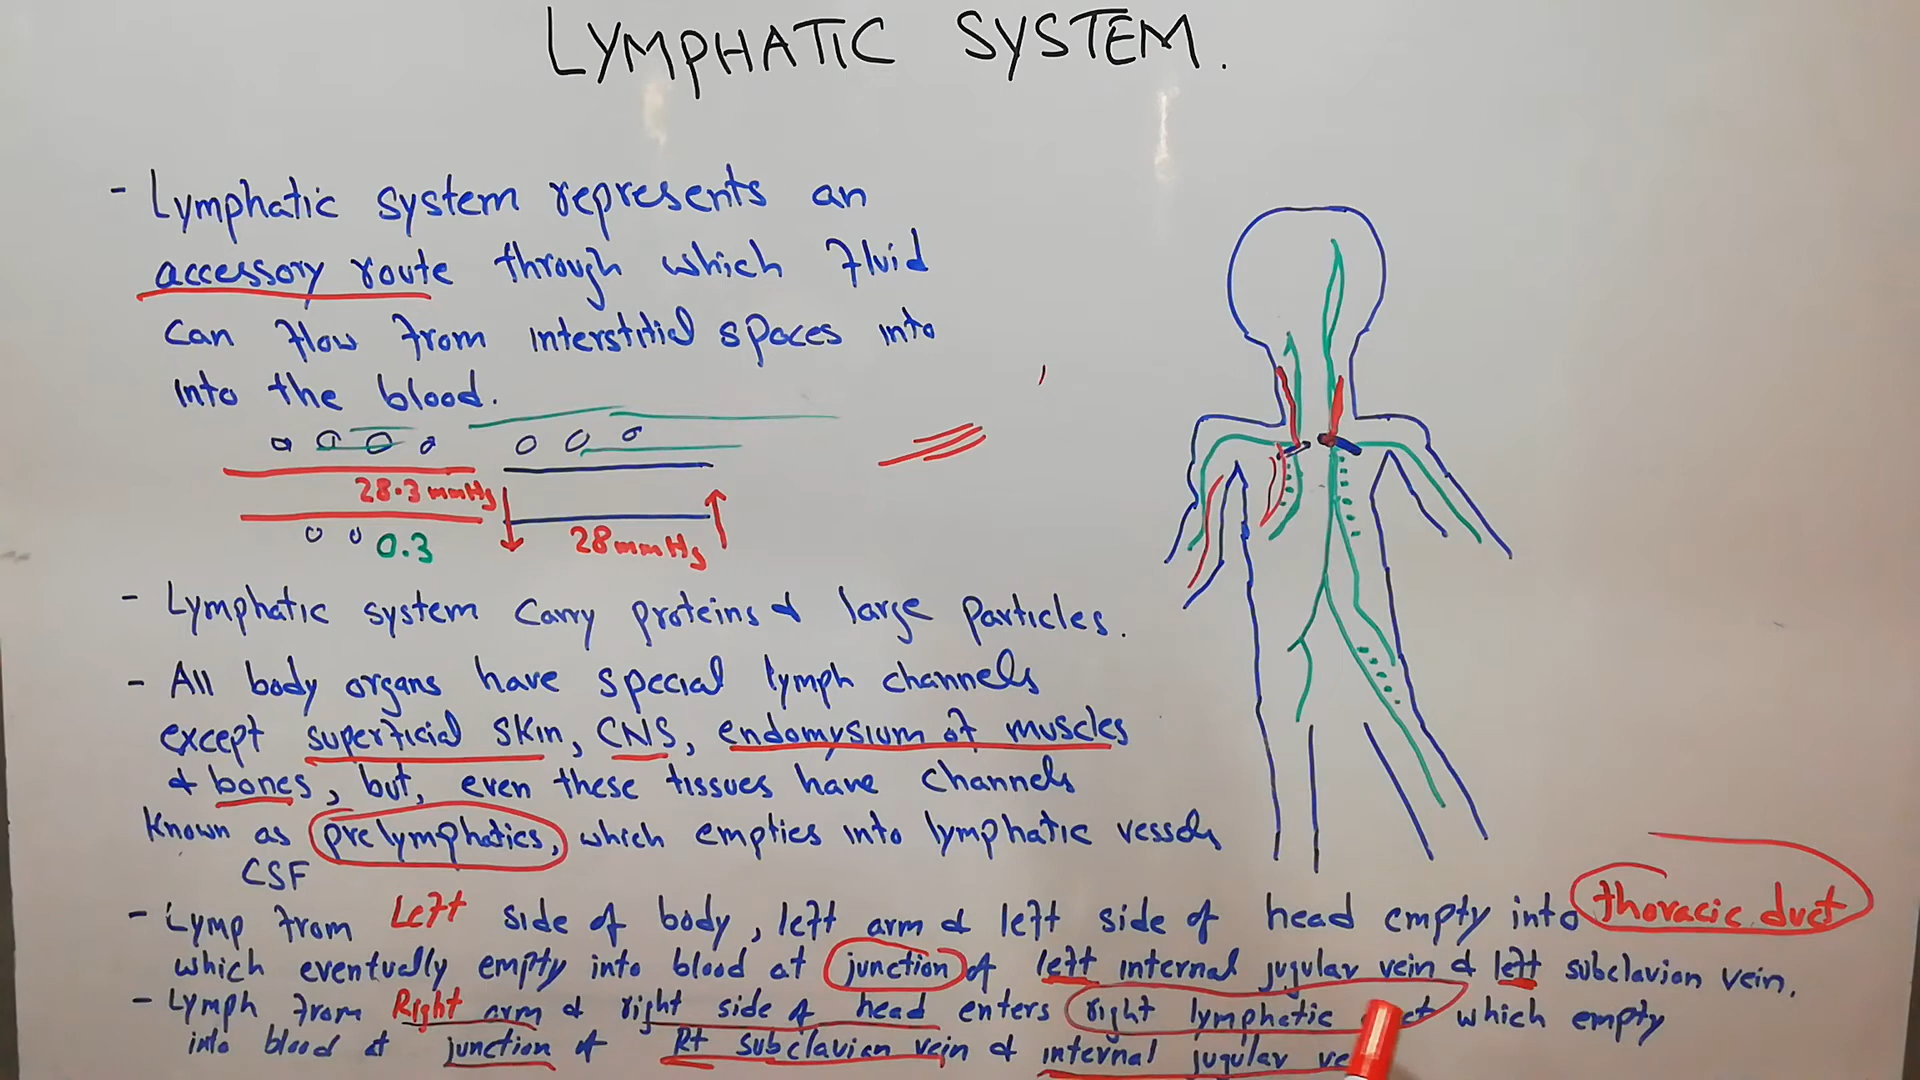 LYMPHATIC SYSTEM.
- Lymphatic system represents an
accessory route through which fluid
can flow from interstitial spaces into
into the blood.
28.3 mmHg
0.3
28 mmHg
- Lymphatic system carry proteins & large particles.
- All body organs have special lymph channels
except superficial skin, CNS, endomysium of muscles
& bones, but, even these tissues have channels
known as prelymphatics, which empties into lymphatic vessels
CSF
- Lymp from Left side of body, left arm & left side of head empty into thoracic duct
which eventually empty into blood at junction of left internal jugular vein & left subclavian vein.
- Lymph from Right arm & right side of head enters right lymphatic which empty
into blood at junction of Rt subclavian vein & internal jugular